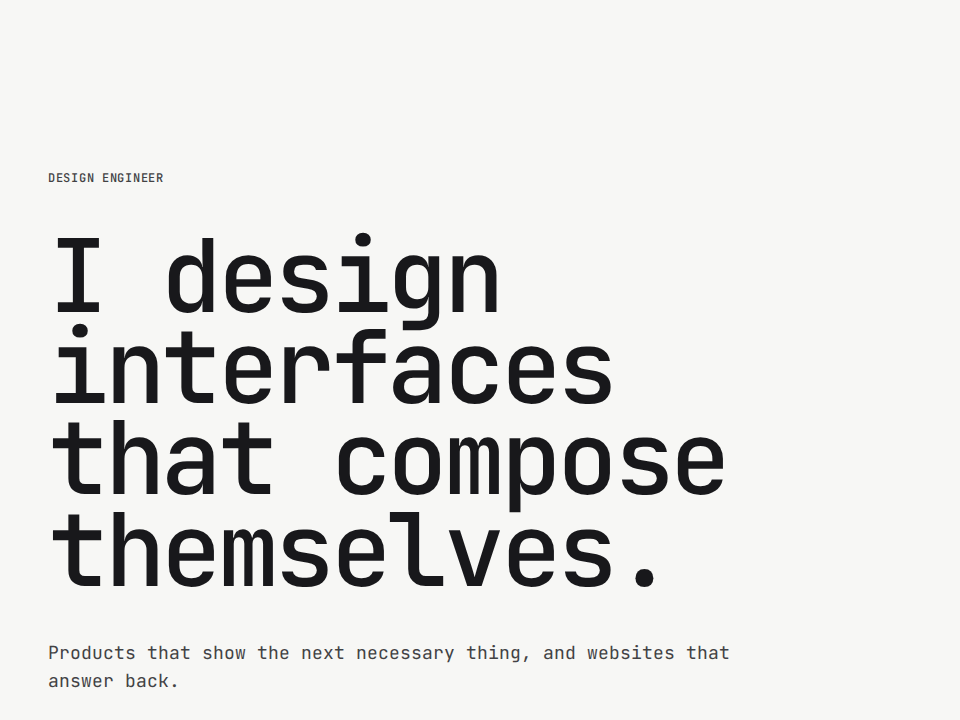 DESIGN ENGINEER
I design
interfaces
that compose
themselves.
Products that show the next necessary thing, and websites that
answer back.